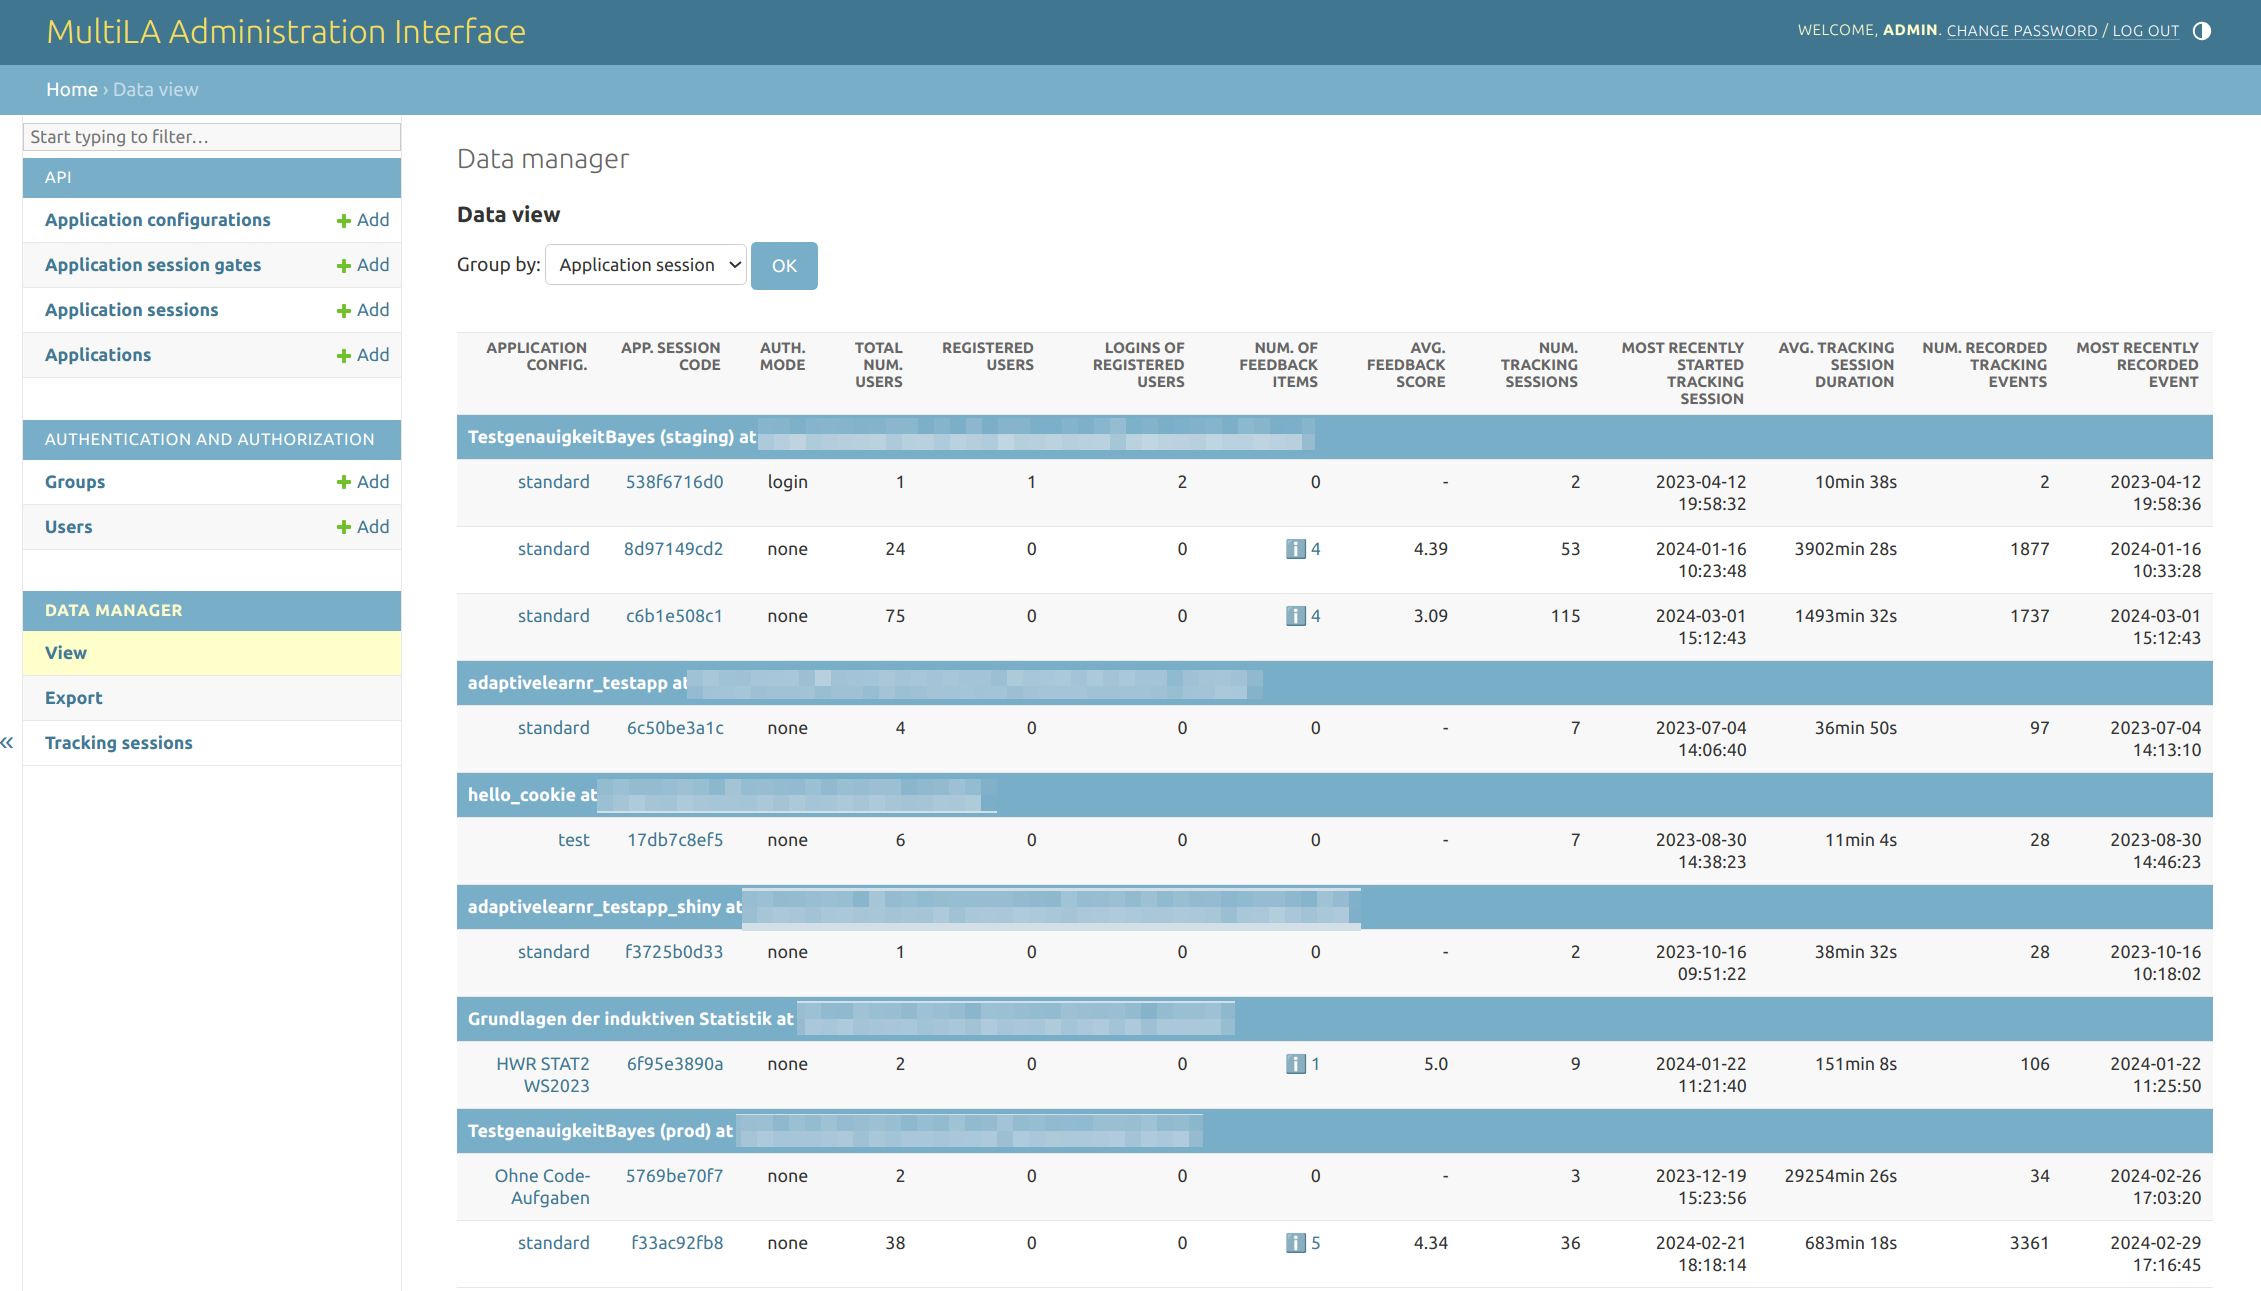 MultiLA Administration Interface
WELCOME, ADMIN. CHANGE PASSWORD / LOG OUT
Home › Data view
Start typing to filter...
API
Application configurations Add
Application session gates Add
Application sessions Add
Applications Add
AUTHENTICATION AND AUTHORIZATION
Groups Add
Users Add
DATA MANAGER
View
Export
Tracking sessions
«
Data manager
Data view
Group by: Application session OK
APPLICATION CONFIG. APP. SESSION CODE AUTH. MODE TOTAL NUM. USERS REGISTERED USERS LOGINS OF REGISTERED USERS NUM. OF FEEDBACK ITEMS AVG. FEEDBACK SCORE NUM. TRACKING SESSIONS MOST RECENTLY STARTED TRACKING SESSION AVG. TRACKING SESSION DURATION NUM. RECORDED TRACKING EVENTS MOST RECENTLY RECORDED EVENT
TestgenauigkeitBayes (staging) at
standard 538f6716d0 login 1 1 2 0 - 2 2023-04-12 19:58:32 10min 38s 2 2023-04-12 19:58:36
standard 8d97149cd2 none 24 0 0 i 4 4.39 53 2024-01-16 10:23:48 3902min 28s 1877 2024-01-16 10:33:28
standard c6b1e508c1 none 75 0 0 i 4 3.09 115 2024-03-01 15:12:43 1493min 32s 1737 2024-03-01 15:12:43
adaptivelearnr_testapp at
standard 6c50be3a1c none 4 0 0 0 - 7 2023-07-04 14:06:40 36min 50s 97 2023-07-04 14:13:10
hello_cookie at
test 17db7c8ef5 none 6 0 0 0 - 7 2023-08-30 14:38:23 11min 4s 28 2023-08-30 14:46:23
adaptivelearnr_testapp_shiny at
standard f3725b0d33 none 1 0 0 0 - 2 2023-10-16 09:51:22 38min 32s 28 2023-10-16 10:18:02
Grundlagen der induktiven Statistik at
HWR STAT2 WS2023 6f95e3890a none 2 0 0 i 1 5.0 9 2024-01-22 11:21:40 151min 8s 106 2024-01-22 11:25:50
TestgenauigkeitBayes (prod) at
Ohne Code-Aufgaben 5769be70f7 none 2 0 0 0 - 3 2023-12-19 15:23:56 29254min 26s 34 2024-02-26 17:03:20
standard f33ac92fb8 none 38 0 0 i 5 4.34 36 2024-02-21 18:18:14 683min 18s 3361 2024-02-29 17:16:45